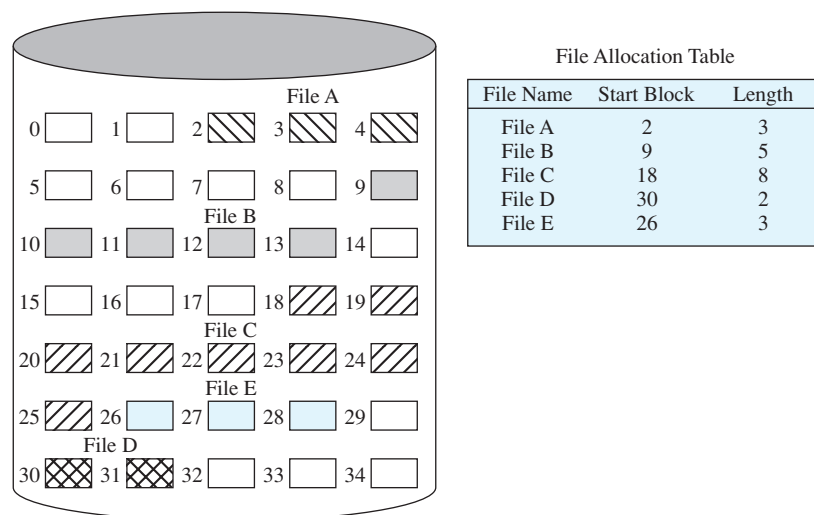 File Allocation Table
File Name Start Block Length
File A 2 3
File B 9 5
File C 18 8
File D 30 2
File E 26 3
File A
0 1 2 3 4
5 6 7 8 9
File B
10 11 12 13 14
15 16 17 18 19
File C
20 21 22 23 24
File E
25 26 27 28 29
File D
30 31 32 33 34